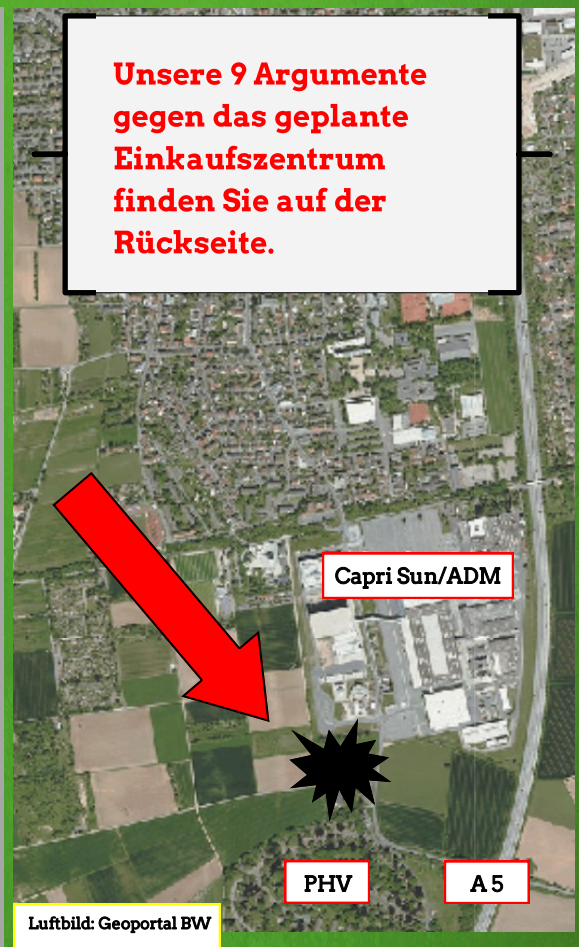 Unsere 9 Argumente
gegen das geplante
Einkaufszentrum
finden Sie auf der
Rückseite.
Capri Sun/ADM
PHV
A 5
Luftbild: Geoportal BW